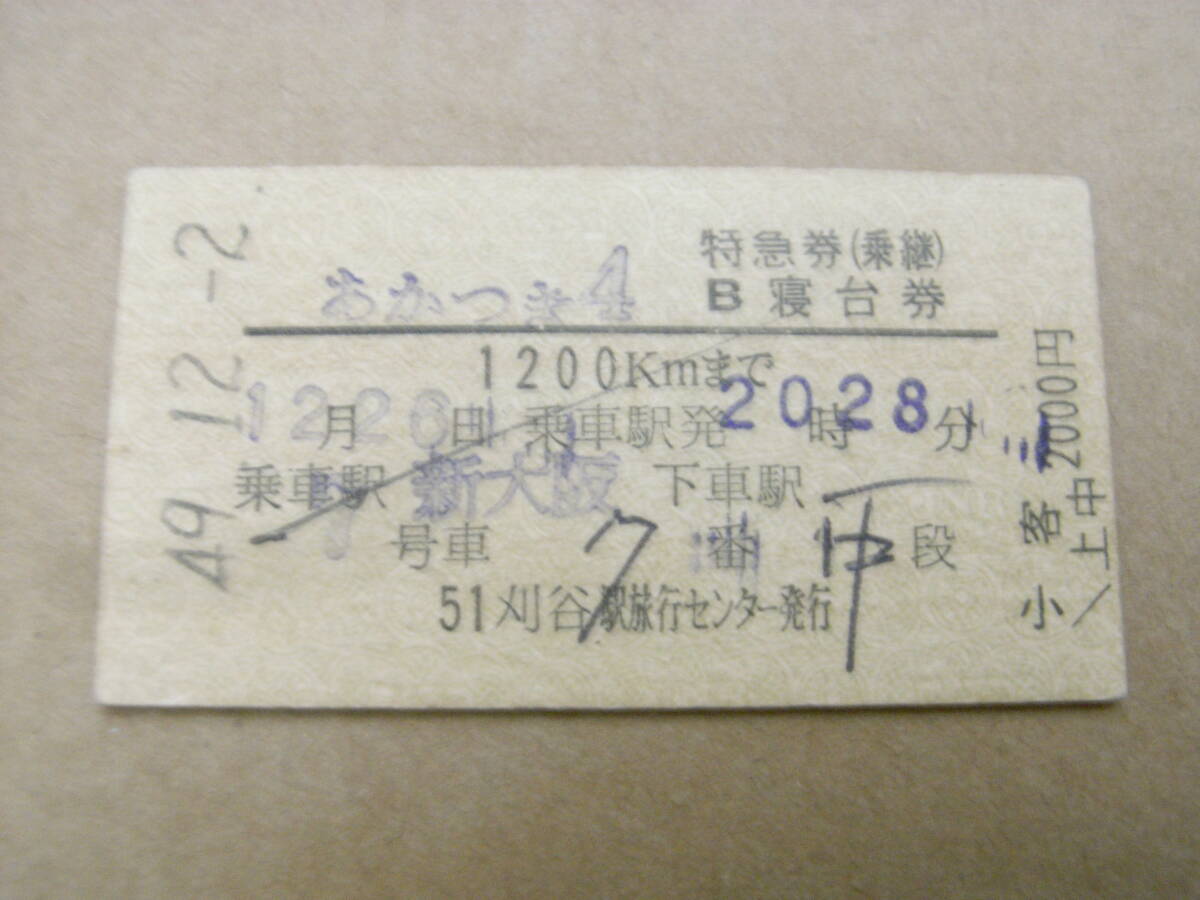 49.12.-2
あかつき4
特急券(乗継)
B寝台券
1200Kmまで
12月26日 乗車駅発20時28分
乗車駅 新大阪 下車駅
7号車 7番 中段
51刈谷駅旅行センター発行
小 客
上中2000円